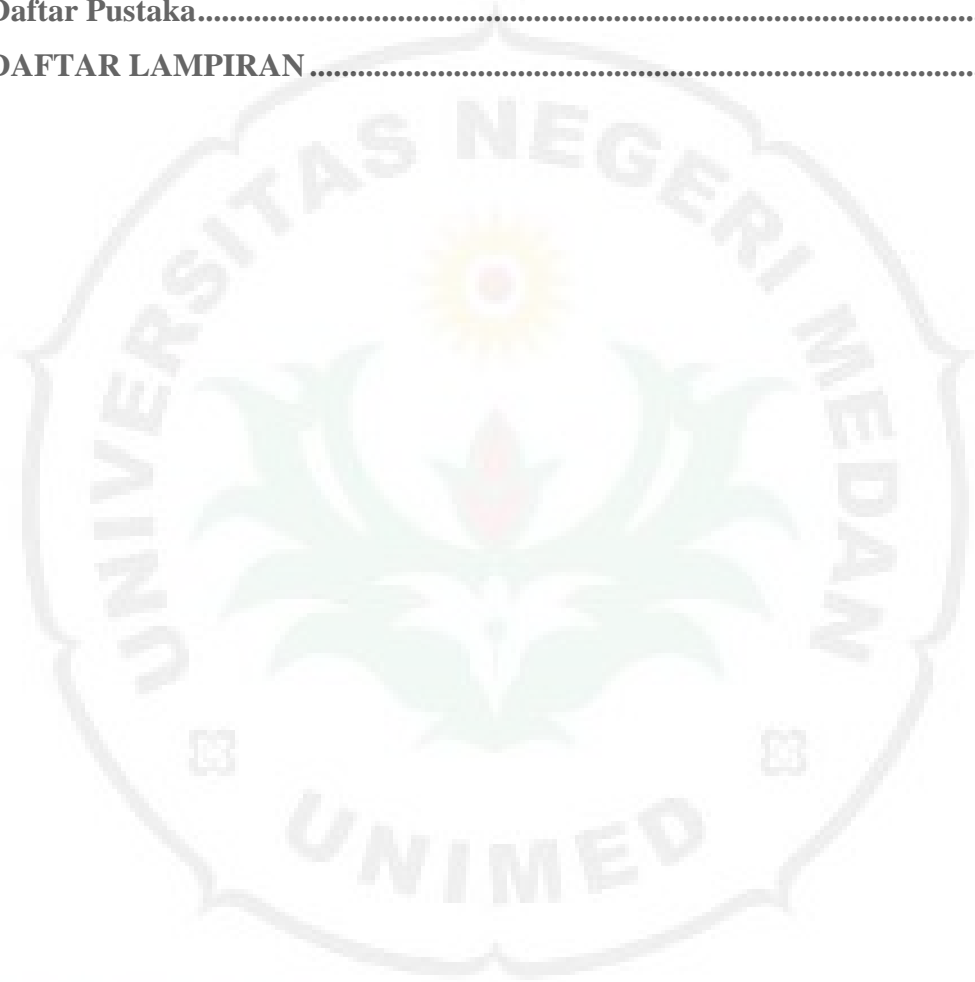 Daftar Pustaka....................................................................................................................
DAFTAR LAMPIRAN..................................................................................................
UNIVERSITAS NEGERI MEDAN
UNIMED